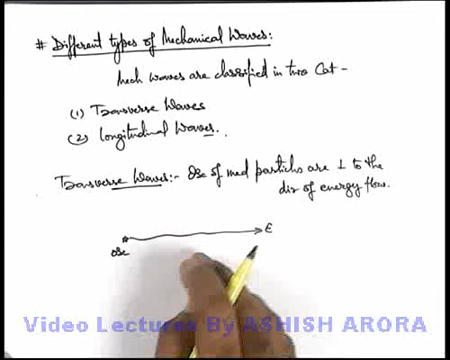 # Different types of Mechanical Waves:
Mech waves are classified in two Cat -
(1) Transverse Waves
(2) Longitudinal Waves.
Transverse Waves:- Osc of med particles are ⊥ to the
dir of energy flow.
E
Osc
Video Lectures By ASHISH ARORA